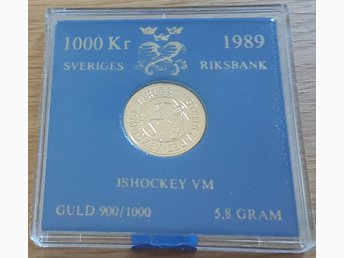 1000 Kr 1989
SVERIGES RIKSBANK
ISHOCKEY VM
GULD 900/1000 5,8 GRAM